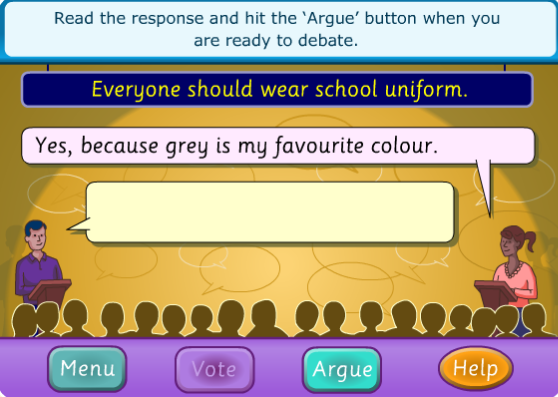 Read the response and hit the ‘Argue’ button when you
are ready to debate.
Everyone should wear school uniform.
Yes, because grey is my favourite colour.
Menu
Vote
Argue
Help